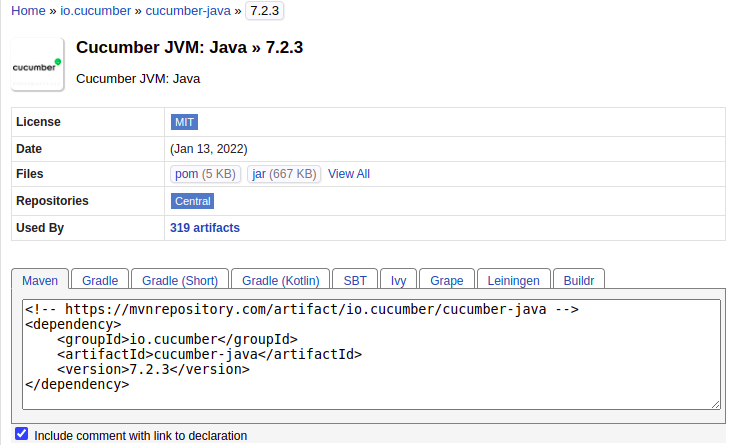 Home » io.cucumber » cucumber-java » 7.2.3
cucumber
Cucumber JVM: Java » 7.2.3
Cucumber JVM: Java
License MIT
Date (Jan 13, 2022)
Files pom (5 KB) jar (667 KB) View All
Repositories Central
Used By 319 artifacts
Maven Gradle Gradle (Short) Gradle (Kotlin) SBT Ivy Grape Leiningen Buildr
<!-- https://mvnrepository.com/artifact/io.cucumber/cucumber-java -->
<dependency>
    <groupId>io.cucumber</groupId>
    <artifactId>cucumber-java</artifactId>
    <version>7.2.3</version>
</dependency>
Include comment with link to declaration